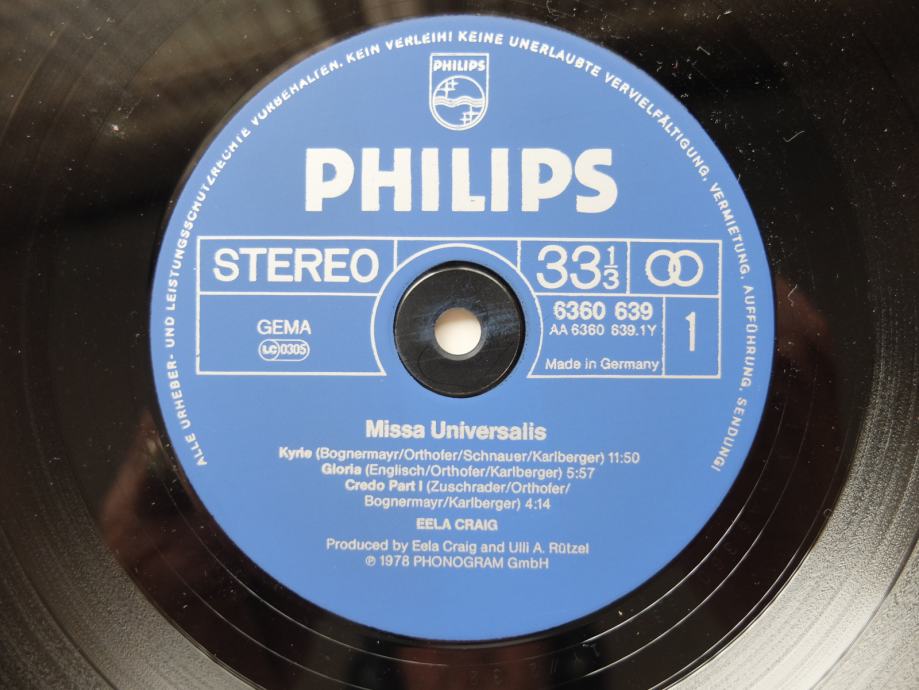 ALLE URHEBER- UND LEISTUNGSSCHUTZRECHTE VORBEHALTEN. KEIN VERLEIH! KEINE UNERLAUBTE VERVIELFÄLTIGUNG, VERMIETUNG, AUFFÜHRUNG, SENDUNG!
PHILIPS
PHILIPS
STEREO
33 1/3
GEMA
LC 0305
6360 639
AA 6360 639.1Y
1
Made in Germany
Missa Universalis
Kyrie (Bognermayr/Orthofer/Schnauer/Karlberger) 11:50
Gloria (Englisch/Orthofer/Karlberger) 5:57
Credo Part I (Zuschrader/Orthofer/
Bognermayr/Karlberger) 4:14
EELA CRAIG
Produced by Eela Craig and Ulli A. Rützel
℗ 1978 PHONOGRAM GmbH